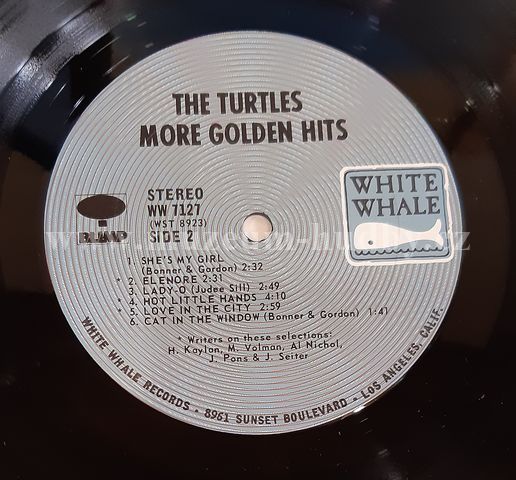 THE TURTLES
MORE GOLDEN HITS
STEREO
WW 7127
(WST 8923)
SIDE 2
BLIMP
WHITE
WHALE
1. SHE'S MY GIRL
(Bonner & Gordon) 2:32
* 2. ELENORE 2:31
3. LADY-O (Judee Sill) 2:49
* 4. HOT LITTLE HANDS 4:10
* 5. LOVE IN THE CITY 2:59
6. CAT IN THE WINDOW (Bonner & Gordon) 1:41
* Writers on these selections:
H. Kaylan, M. Volman, Al Nichol,
J. Pons & J. Seiter
WHITE WHALE RECORDS • 8961 SUNSET BOULEVARD • LOS ANGELES, CALIF.